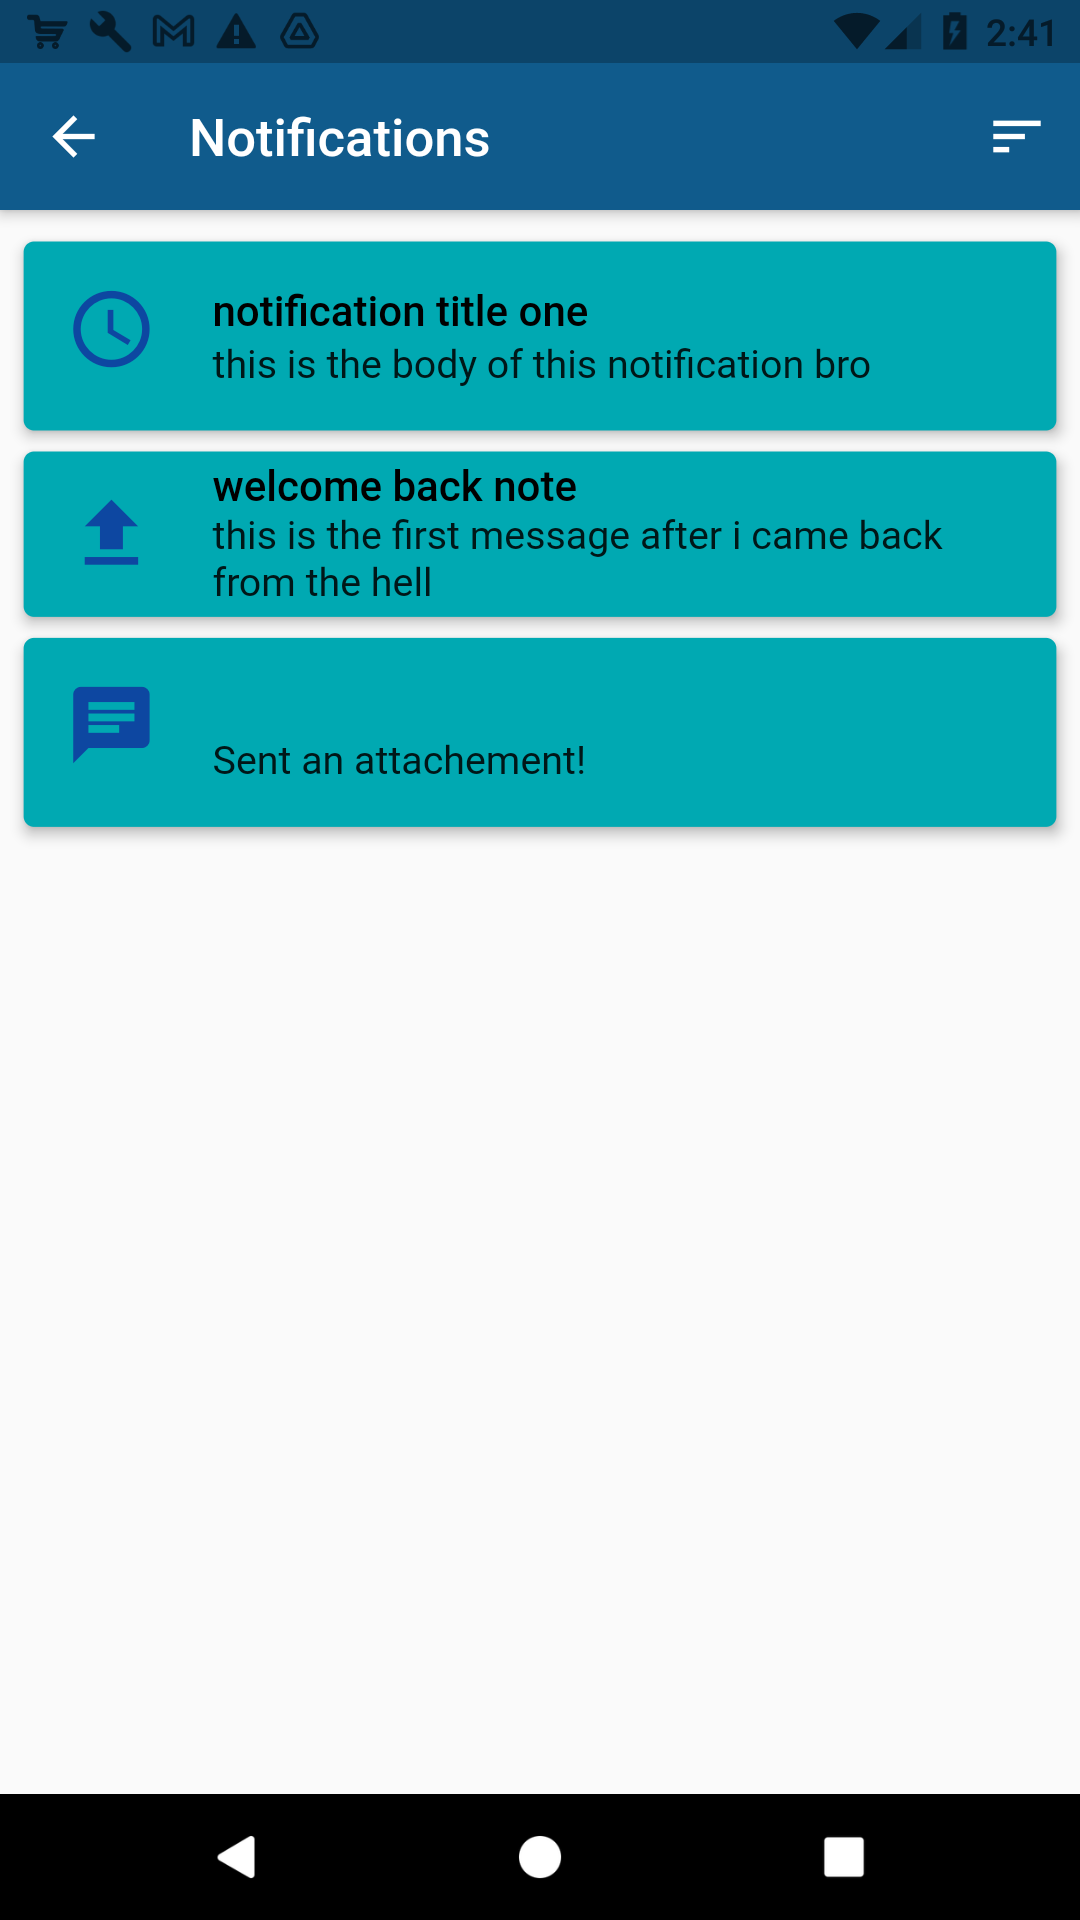 2:41
Notifications
notification title one
this is the body of this notification bro
welcome back note
this is the first message after i came back
from the hell
Sent an attachement!